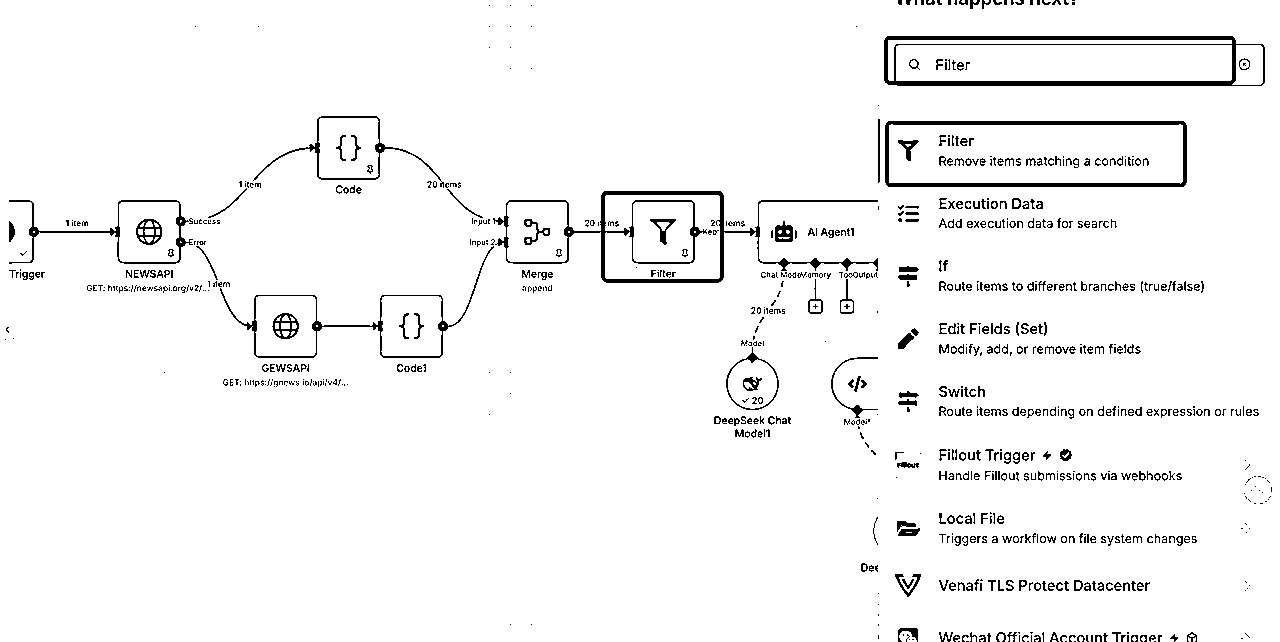 What happens next?
Filter
Filter
Remove items matching a condition
Execution Data
Add execution data for search
If
Route items to different branches (true/false)
Edit Fields (Set)
Modify, add, or remove item fields
Switch
Route items depending on defined expression or rules
Fillout Trigger
Fillout
Handle Fillout submissions via webhooks
Local File
Triggers a workflow on file system changes
Venafi TLS Protect Datacenter
Wechat Official Account Trigger
Trigger
1 item
NEWSAPI
GET: https://newsapi.org/v2/...
Success
Error
1 item
1 item
Code
20 items
GEWSAPI
GET: https://gnews.io/api/v4/...
Code1
Input 1
Input 2
Merge
append
20 items
Filter
Kept
20 items
AI Agent1
Chat Model
Memory
Tool
Output
20 items
Model
20
DeepSeek Chat
Model1
Model*
Dee